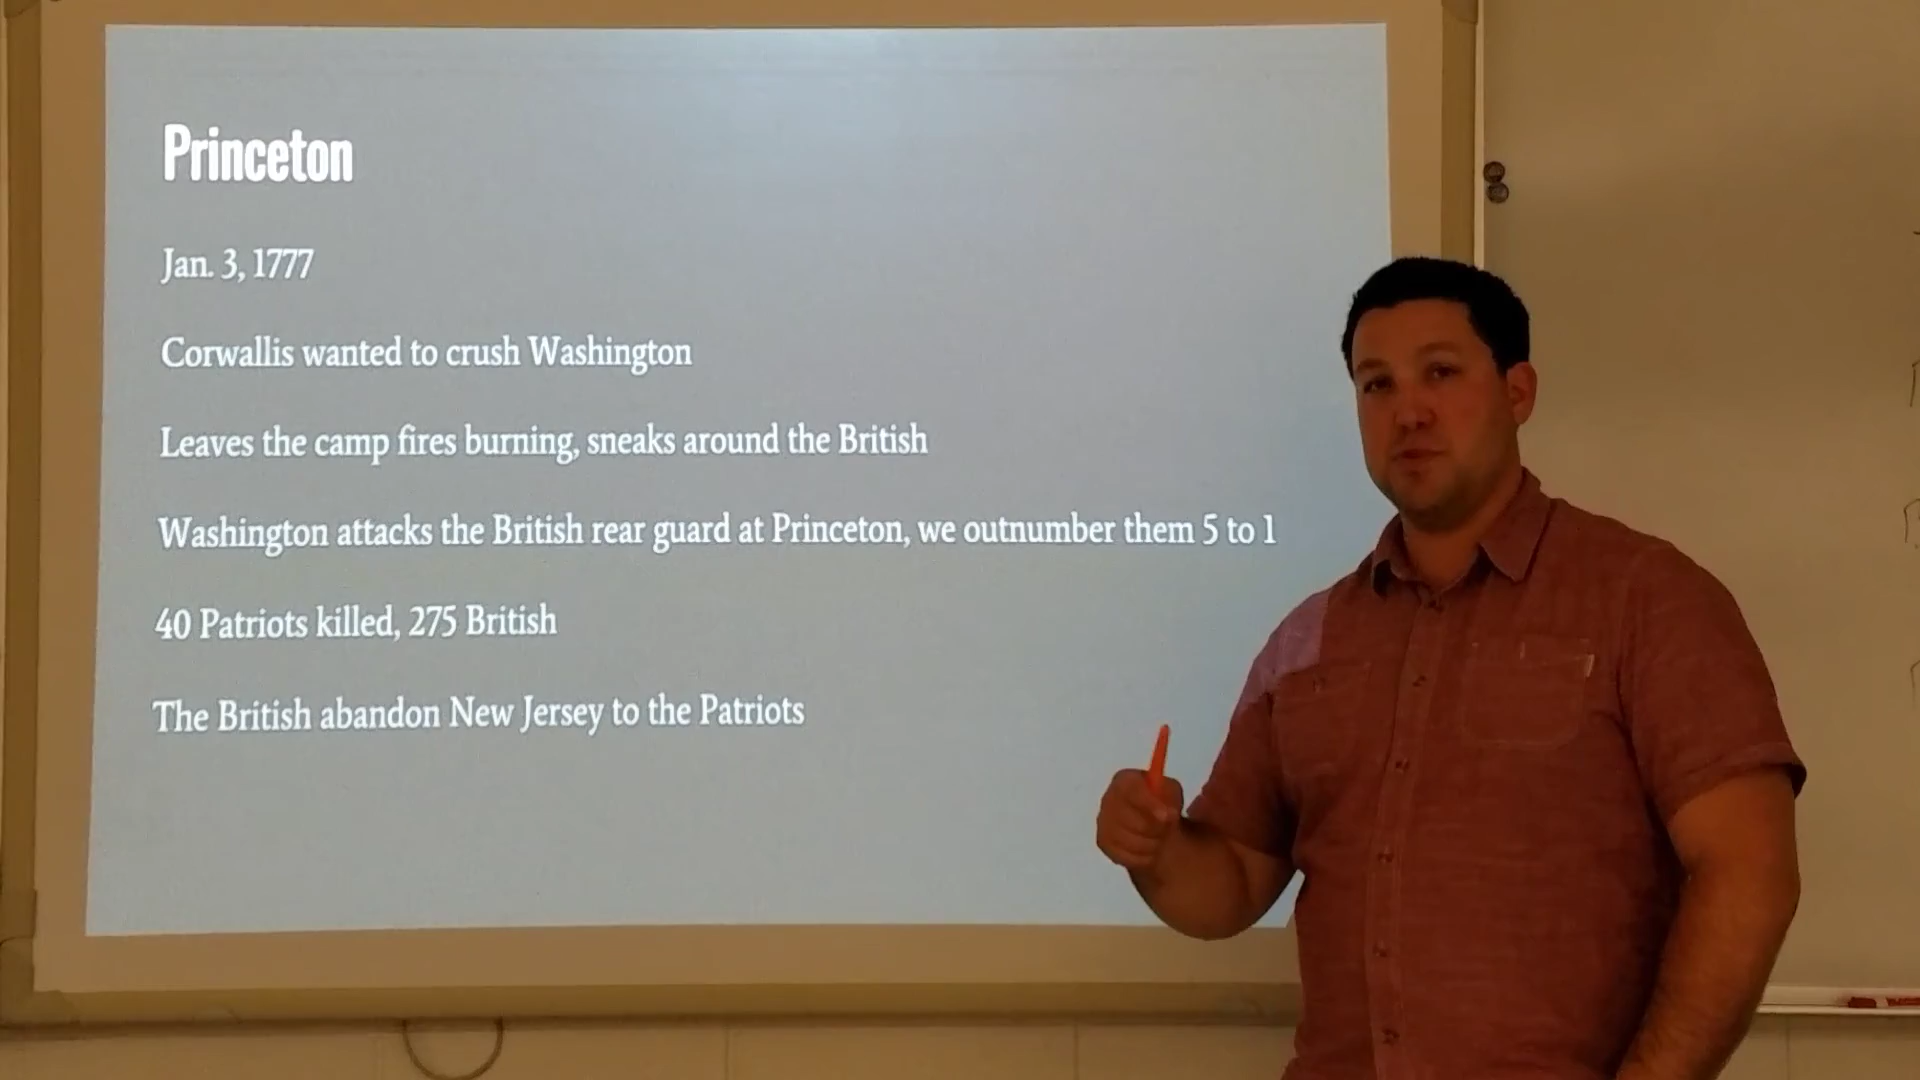 Princeton
Jan. 3, 1777
Corwallis wanted to crush Washington
Leaves the camp fires burning, sneaks around the British
Washington attacks the British rear guard at Princeton, we outnumber them 5 to 1
40 Patriots killed, 275 British
The British abandon New Jersey to the Patriots